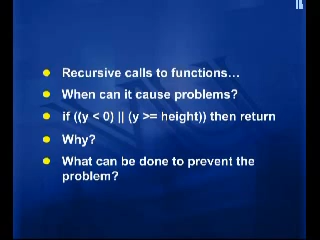 Recursive calls to functions…
When can it cause problems?
if ((y < 0) || (y >= height)) then return
Why?
What can be done to prevent the
problem?